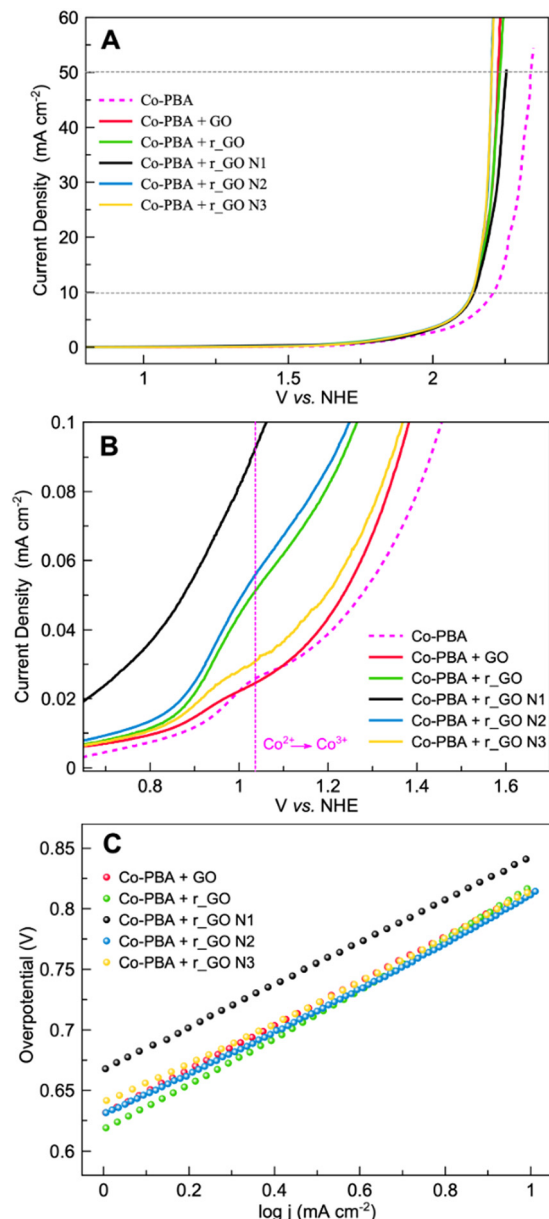 A
60
50
40
30
20
10
0
Current Density (mA cm-2)
Co-PBA
Co-PBA + GO
Co-PBA + r_GO
Co-PBA + r_GO N1
Co-PBA + r_GO N2
Co-PBA + r_GO N3
1 1.5 2
V vs. NHE
B
0.1
0.08
0.06
0.04
0.02
0
Current Density (mA cm-2)
Co-PBA
Co-PBA + GO
Co-PBA + r_GO
Co-PBA + r_GO N1
Co-PBA + r_GO N2
Co-PBA + r_GO N3
Co2+ → Co3+
0.8 1 1.2 1.4 1.6
V vs. NHE
C
0.85
0.8
0.75
0.7
0.65
0.6
Overpotential (V)
Co-PBA + GO
Co-PBA + r_GO
Co-PBA + r_GO N1
Co-PBA + r_GO N2
Co-PBA + r_GO N3
0 0.2 0.4 0.6 0.8 1
log j (mA cm-2)